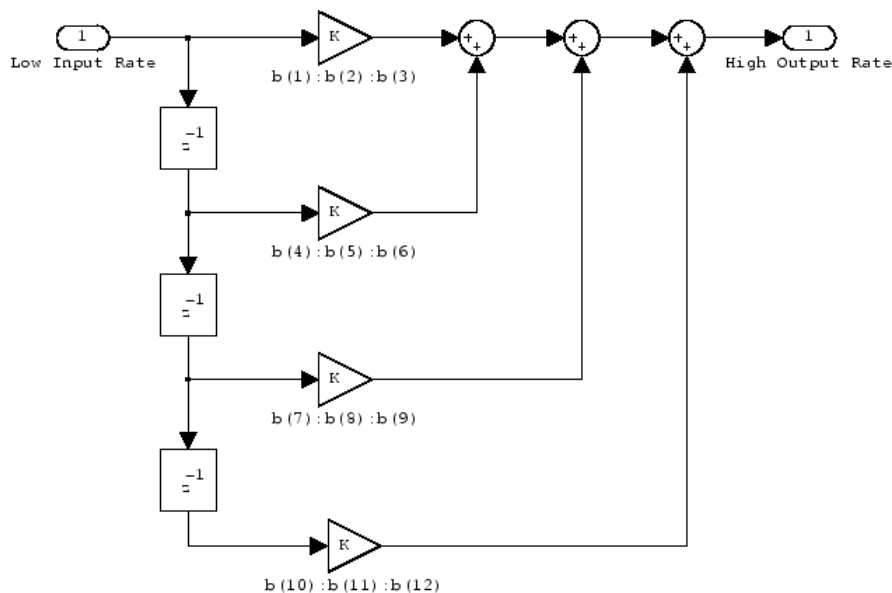 1
K
+
+
+
+
+
+
1
Low Input Rate
High Output Rate
b(1):b(2):b(3)
z-1
K
b(4):b(5):b(6)
z-1
K
b(7):b(8):b(9)
z-1
K
b(10):b(11):b(12)